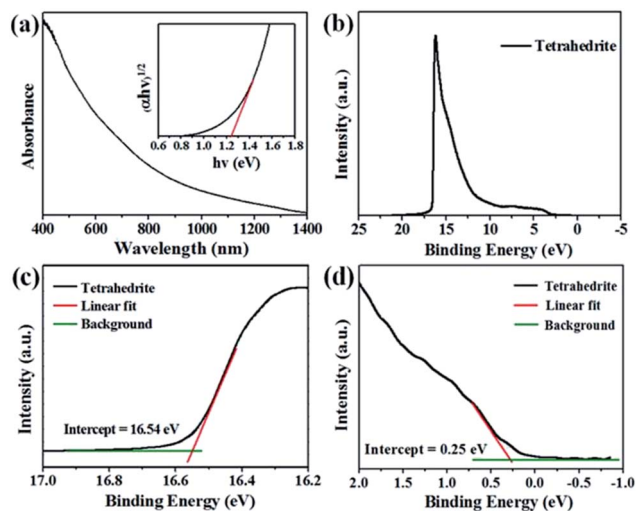 (a)
Absorbance
(αhν)1/2
0.6 0.8 1.0 1.2 1.4 1.6 1.8
hν (eV)
400 600 800 1000 1200 1400
Wavelength (nm)
(b)
Intensity (a.u.)
Tetrahedrite
25 20 15 10 5 0 -5
Binding Energy (eV)
(c)
Intensity (a.u.)
Tetrahedrite
Linear fit
Background
Intercept = 16.54 eV
17.0 16.8 16.6 16.4 16.2
Binding Energy (eV)
(d)
Intensity (a.u.)
Tetrahedrite
Linear fit
Background
Intercept = 0.25 eV
2.0 1.5 1.0 0.5 0.0 -0.5 -1.0
Binding Energy (eV)